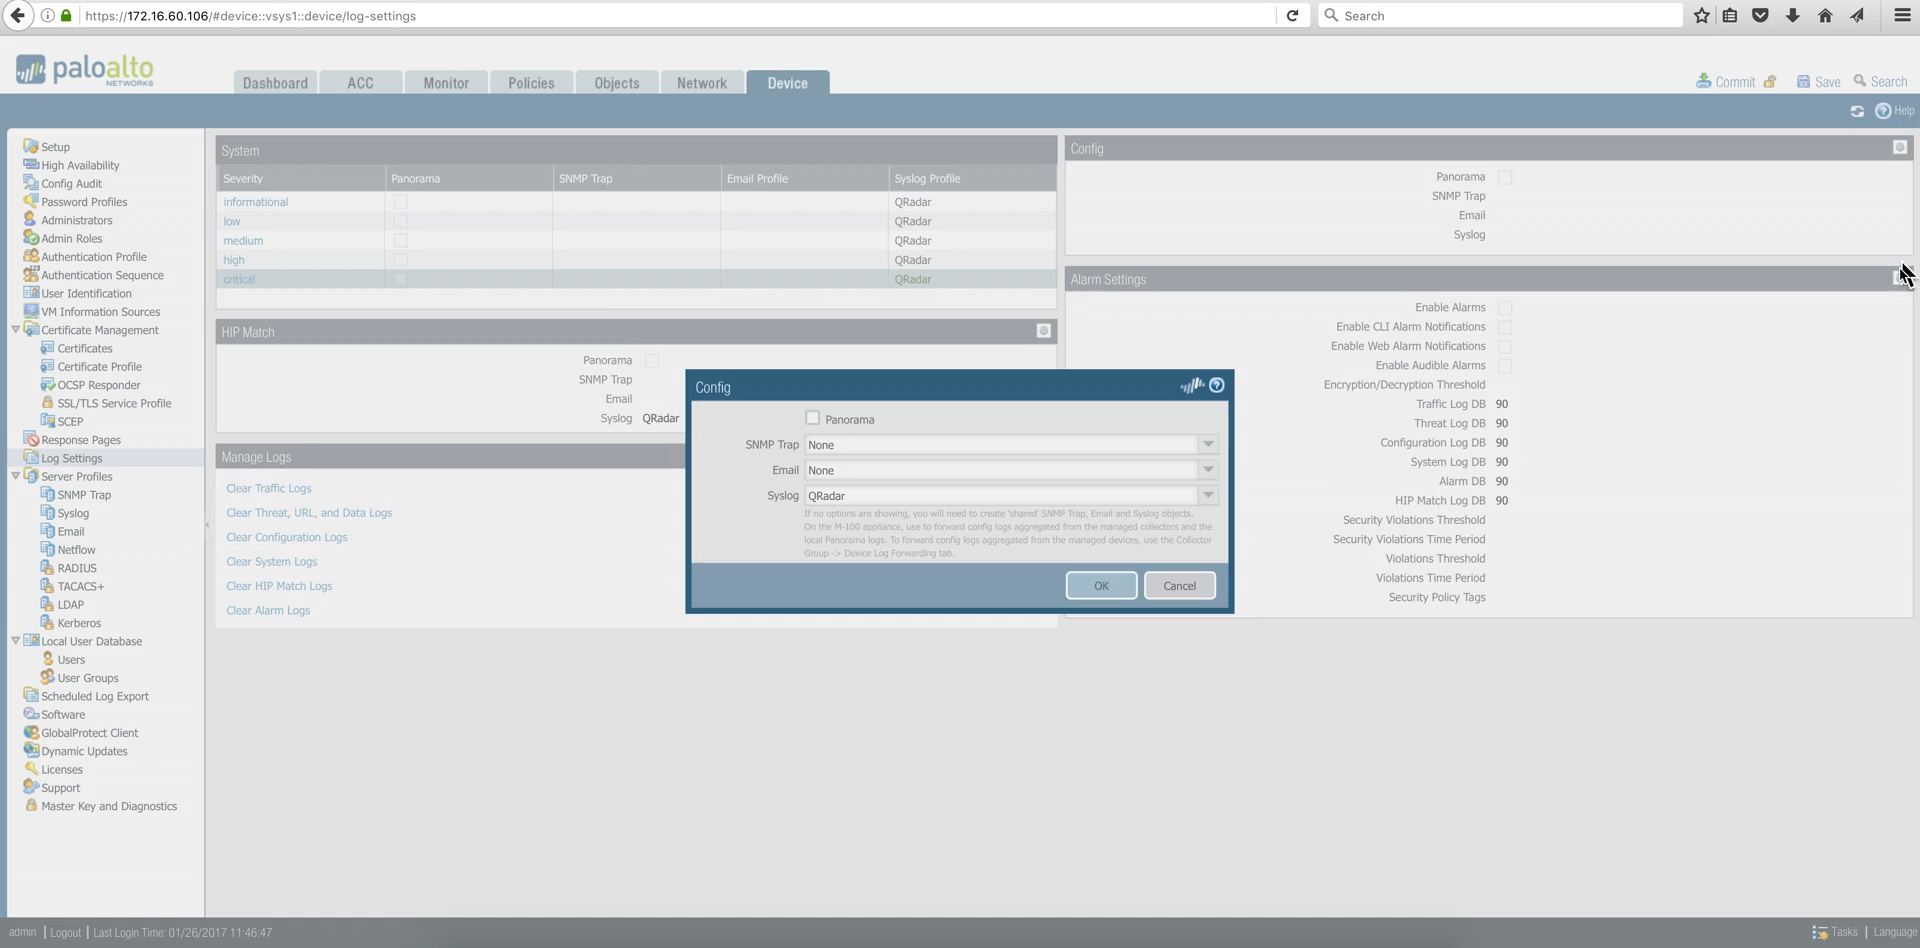 https://172.16.60.106/#device::vsys1::device/log-settings
Search
paloalto
NETWORKS
Dashboard
ACC
Monitor
Policies
Objects
Network
Device
Commit
Save
Search
Help
Setup
High Availability
Config Audit
Password Profiles
Administrators
Admin Roles
Authentication Profile
Authentication Sequence
User Identification
VM Information Sources
Certificate Management
Certificates
Certificate Profile
OCSP Responder
SSL/TLS Service Profile
SCEP
Response Pages
Log Settings
Server Profiles
SNMP Trap
Syslog
Email
Netflow
RADIUS
TACACS+
LDAP
Kerberos
Local User Database
Users
User Groups
Scheduled Log Export
Software
GlobalProtect Client
Dynamic Updates
Licenses
Support
Master Key and Diagnostics
System
Severity Panorama SNMP Trap Email Profile Syslog Profile
informational QRadar
low QRadar
medium QRadar
high QRadar
critical QRadar
HIP Match
Panorama
SNMP Trap
Email
Syslog QRadar
Manage Logs
Clear Traffic Logs
Clear Threat, URL, and Data Logs
Clear Configuration Logs
Clear System Logs
Clear HIP Match Logs
Clear Alarm Logs
Config
Panorama
SNMP Trap
Email
Syslog
Alarm Settings
Enable Alarms
Enable CLI Alarm Notifications
Enable Web Alarm Notifications
Enable Audible Alarms
Encryption/Decryption Threshold
Traffic Log DB 90
Threat Log DB 90
Configuration Log DB 90
System Log DB 90
Alarm DB 90
HIP Match Log DB 90
Security Violations Threshold
Security Violations Time Period
Violations Threshold
Violations Time Period
Security Policy Tags
Config
Panorama
SNMP Trap None
Email None
Syslog QRadar
If no options are showing, you will need to create 'shared' SNMP Trap, Email and Syslog objects.
On the M-100 appliance, use to forward config logs aggregated from the managed collectors and the
local Panorama logs. To forward config logs aggregated from the managed devices, use the Collector
Group -> Device Log Forwarding tab.
OK
Cancel
admin | Logout | Last Login Time: 01/26/2017 11:46:47
Tasks | Language